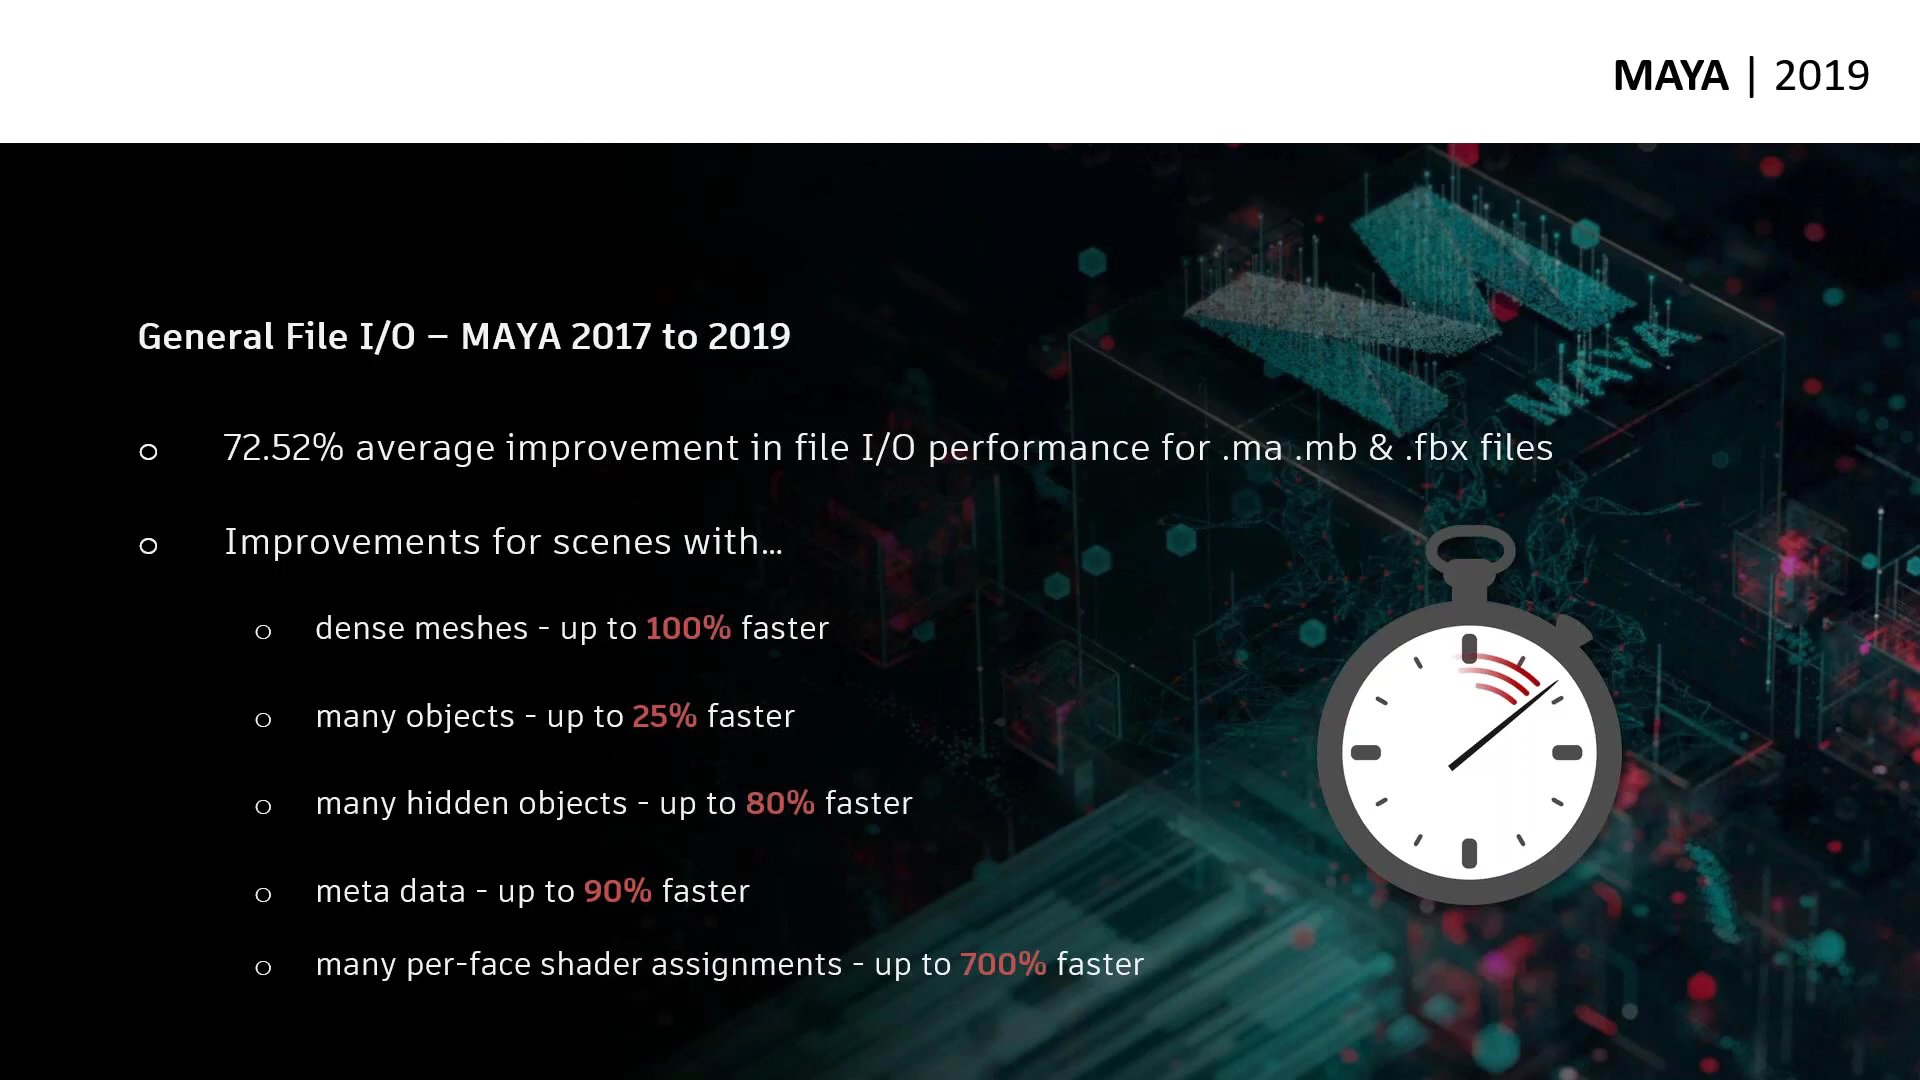 MAYA | 2019
MAYA
General File I/O – MAYA 2017 to 2019
o 72.52% average improvement in file I/O performance for .ma .mb & .fbx files
o Improvements for scenes with...
o dense meshes - up to 100% faster
o many objects - up to 25% faster
o many hidden objects - up to 80% faster
o meta data - up to 90% faster
o many per-face shader assignments - up to 700% faster